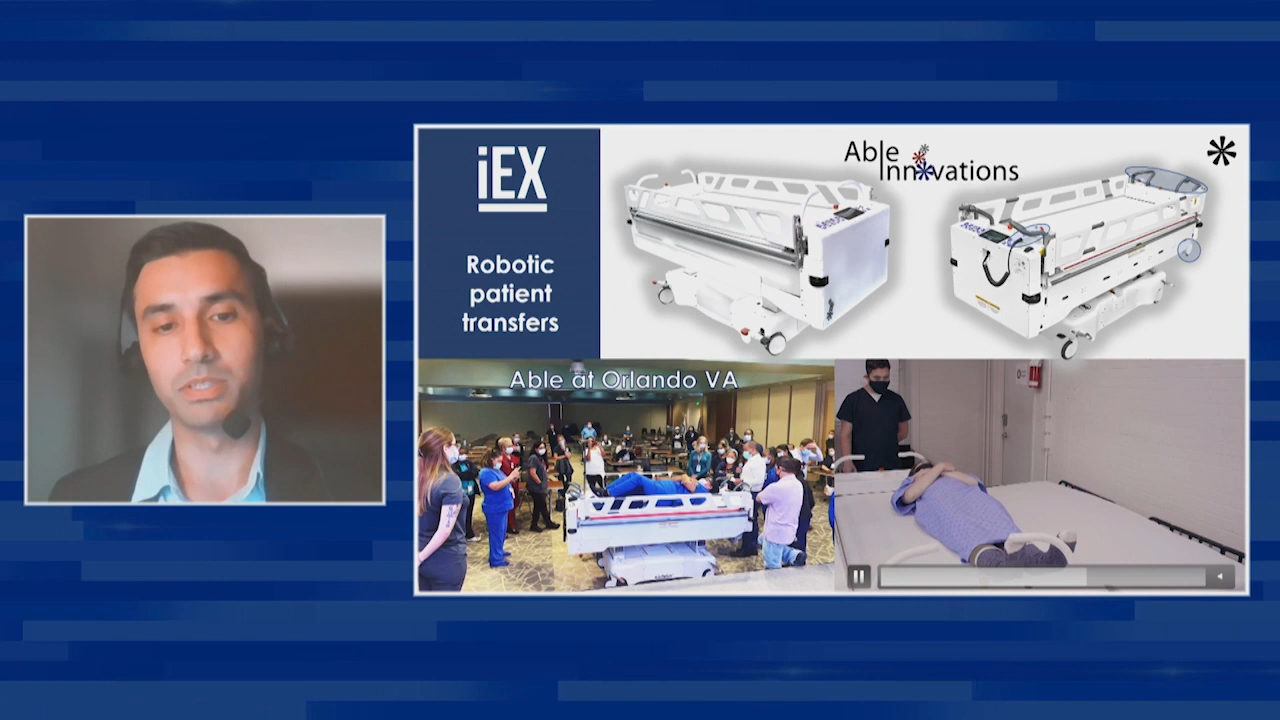 iEX
Robotic
patient
transfers
Able
Innovations
Able at Orlando VA